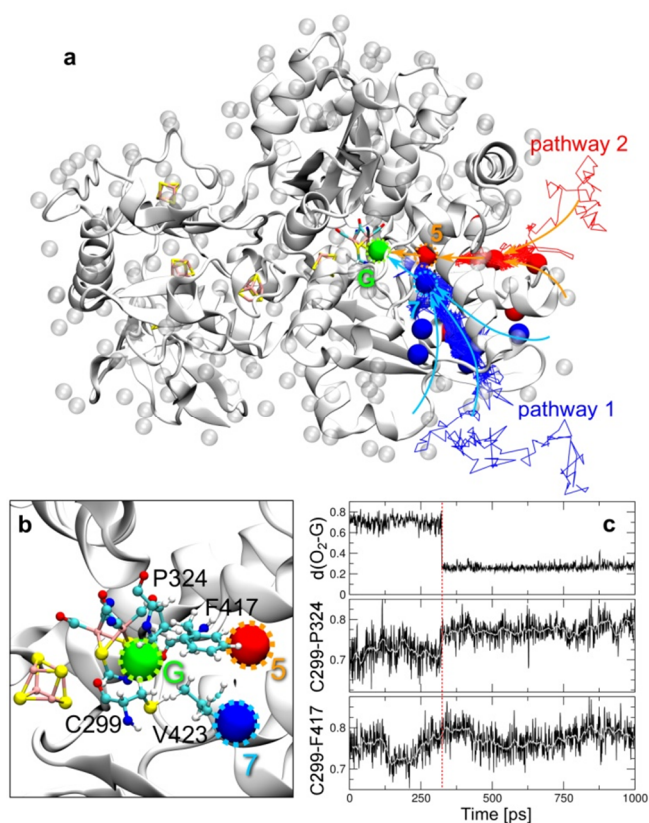 a
pathway 2
5
G
7
pathway 1
b
P324
F417
G
5
C299
V423
7
c
d(O₂-G)
0.8
0.6
0.4
0.2
0
C299-P324
0.8
0.7
C299-F417
0.8
0.7
0 250 500 750 1000
Time [ps]